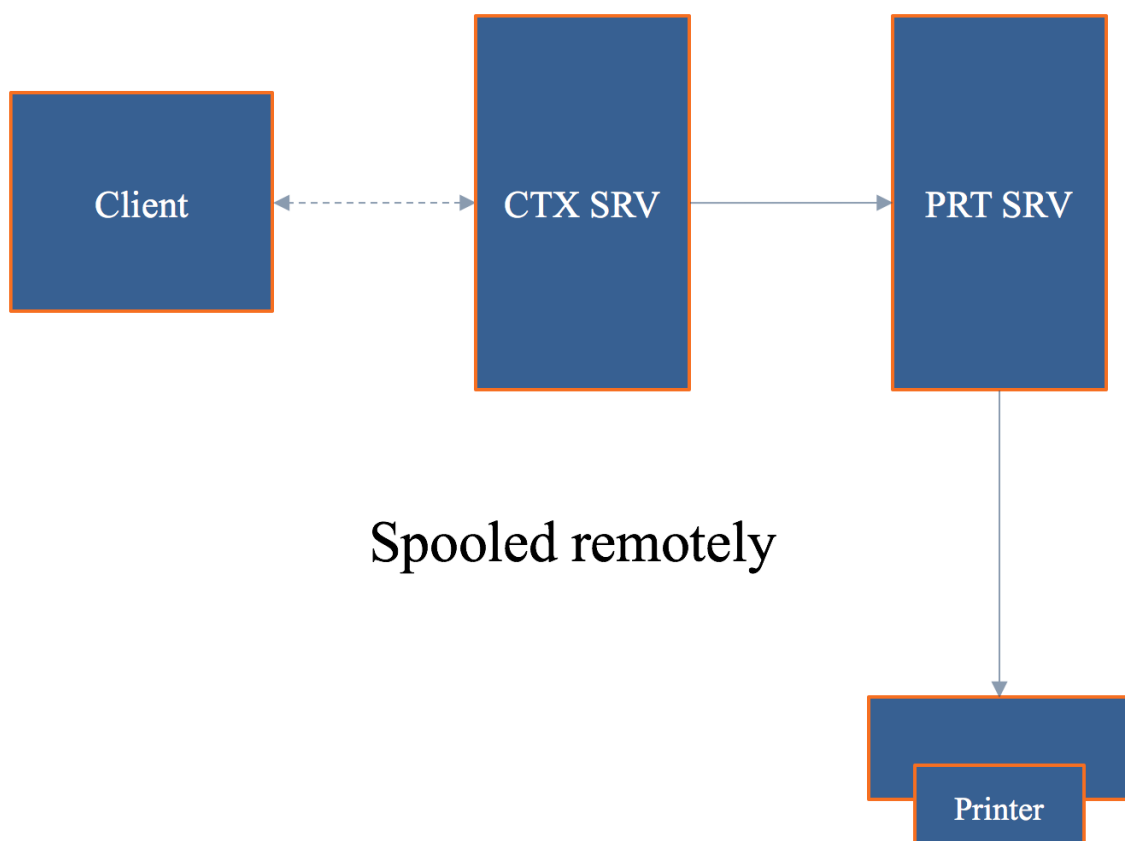 Client
CTX SRV
PRT SRV
Spooled remotely
Printer